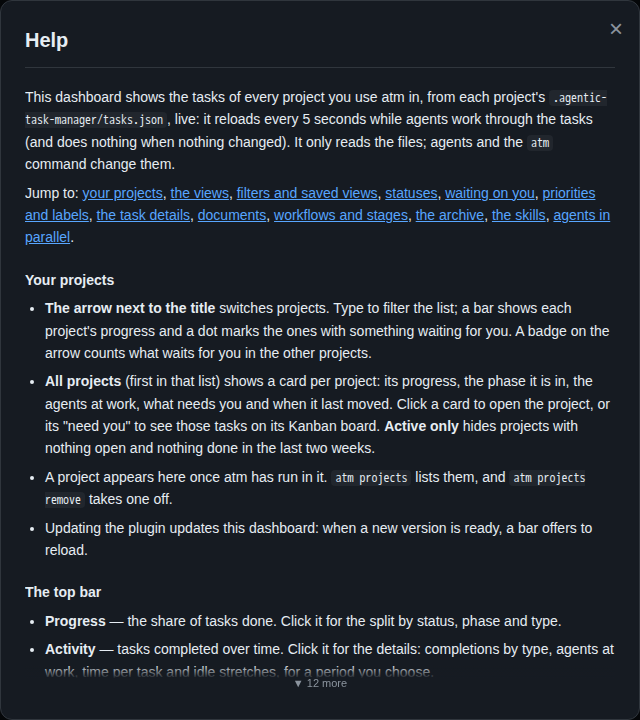 Help
×
This dashboard shows the tasks of every project you use atm in, from each project's .agentic-
task-manager/tasks.json, live: it reloads every 5 seconds while agents work through the tasks
(and does nothing when nothing changed). It only reads the files; agents and the atm
command change them.
Jump to: your projects, the views, filters and saved views, statuses, waiting on you, priorities
and labels, the task details, documents, workflows and stages, the archive, the skills, agents in
parallel.
Your projects
• The arrow next to the title switches projects. Type to filter the list; a bar shows each
project's progress and a dot marks the ones with something waiting for you. A badge on the
arrow counts what waits for you in the other projects.
• All projects (first in that list) shows a card per project: its progress, the phase it is in, the
agents at work, what needs you and when it last moved. Click a card to open the project, or
its "need you" to see those tasks on its Kanban board. Active only hides projects with
nothing open and nothing done in the last two weeks.
• A project appears here once atm has run in it. atm projects lists them, and atm projects
remove takes one off.
• Updating the plugin updates this dashboard: when a new version is ready, a bar offers to
reload.
The top bar
• Progress — the share of tasks done. Click it for the split by status, phase and type.
• Activity — tasks completed over time. Click it for the details: completions by type, agents at
work, time per task and idle stretches, for a period you choose.
▼ 12 more